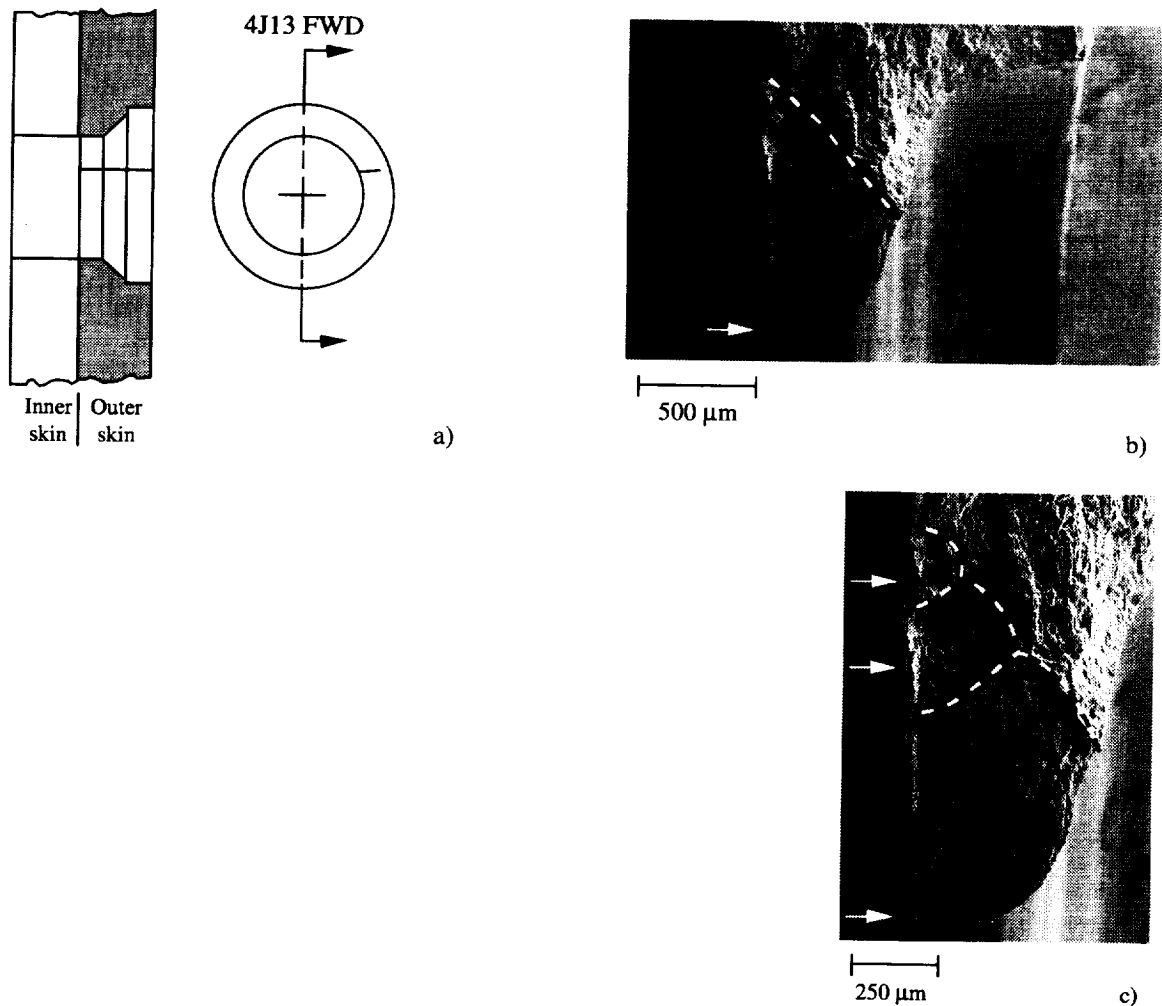 4J13 FWD
Inner Outer
skin skin
a)
500 µm
b)
250 µm
c)